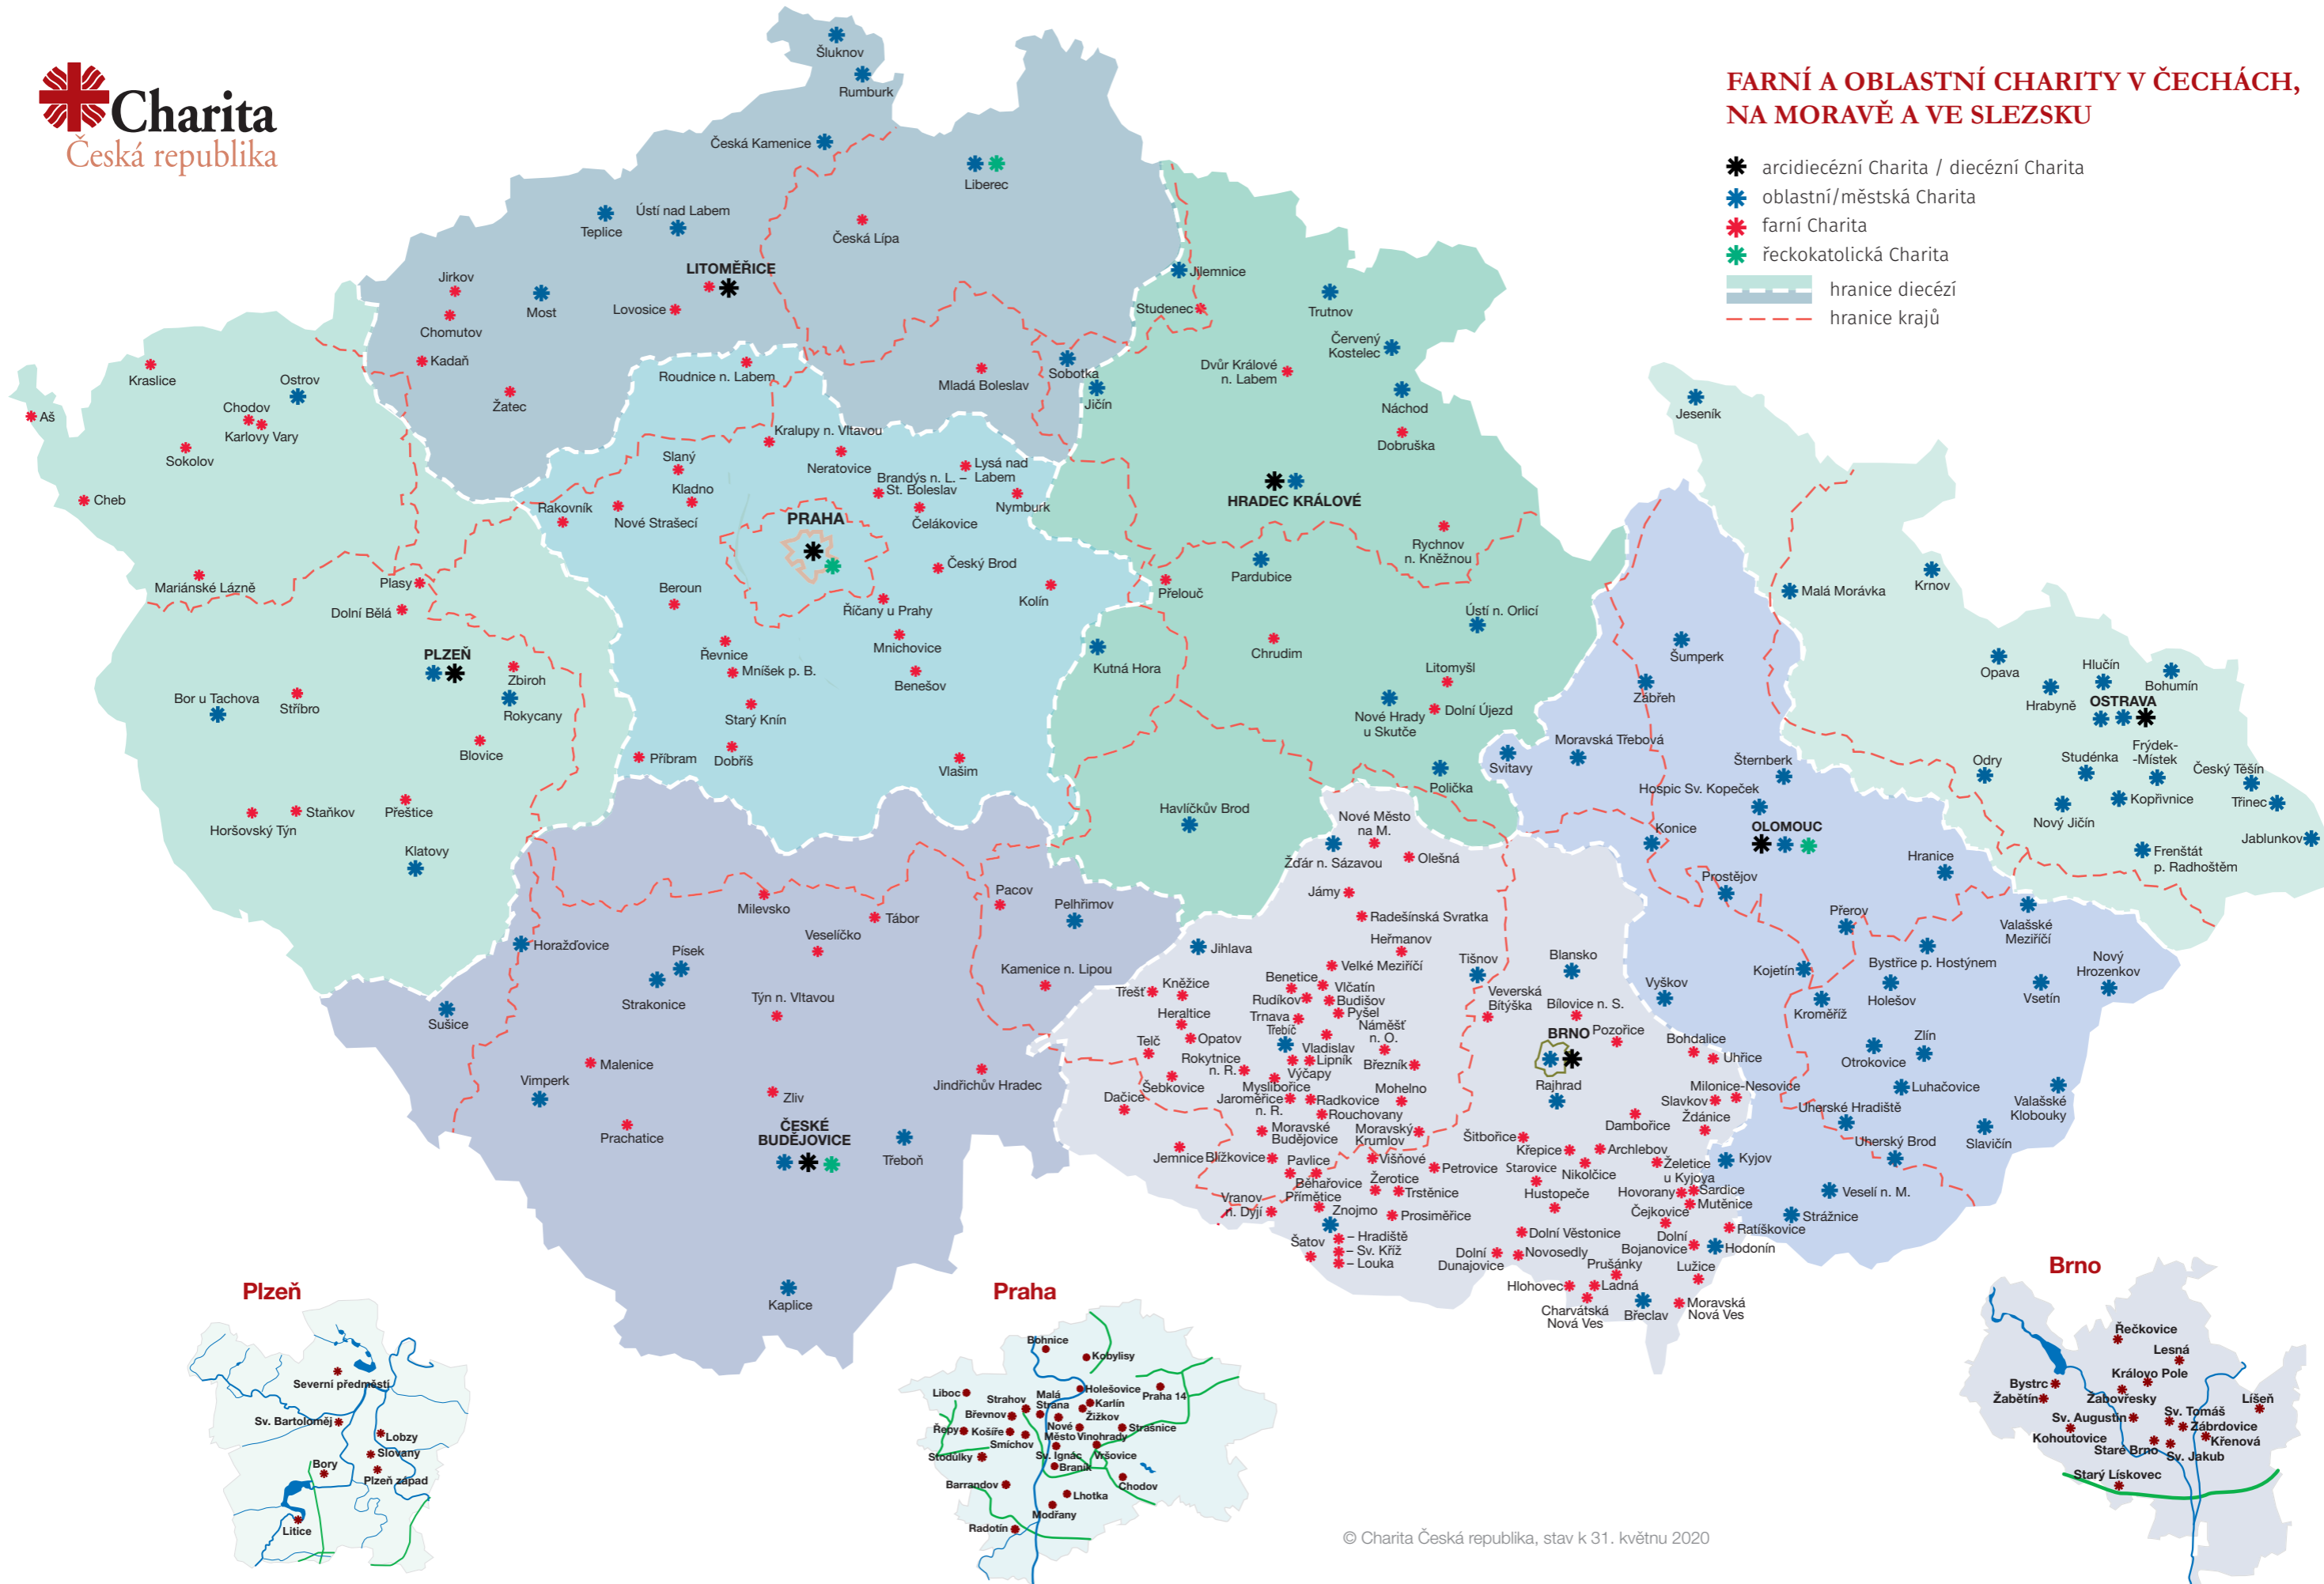 Charita
Česká republika
FARNÍ A OBLASTNÍ CHARITY V ČECHÁCH,
NA MORAVĚ A VE SLEZSKU
arcidiecézní Charita / diecézní Charita
oblastní/městská Charita
farní Charita
řeckokatolická Charita
hranice diecézí
hranice krajů
Šluknov
Rumburk
Česká Kamenice
Liberec
Teplice
Ústí nad Labem
Česká Lípa
LITOMĚŘICE
Jirkov
Chomutov
Most
Lovosice
Kadaň
Žatec
Roudnice n. Labem
Mladá Boleslav
Sobotka
Jičín
Jilemnice
Studenec
Trutnov
Červený
Kostelec
Dvůr Králové
n. Labem
Náchod
Dobruška
HRADEC KRÁLOVÉ
Rychnov
n. Kněžnou
Pardubice
Přelouč
Chrudim
Ústí n. Orlicí
Litomyšl
Dolní Újezd
Nové Hrady
u Skutče
Polička
Kutná Hora
Havlíčkův Brod
Kraslice
Ostrov
Aš
Chodov
Karlovy Vary
Sokolov
Cheb
Mariánské Lázně
Plasy
Dolní Bělá
PLZEŇ
Zbiroh
Rokycany
Bor u Tachova
Stříbro
Blovice
Horšovský Týn
Staňkov
Přeštice
Klatovy
Kralupy n. Vltavou
Slaný
Neratovice
Kladno
Brandýs n. L. –
St. Boleslav
Lysá nad
Labem
Nymburk
Rakovník
Nové Strašecí
Čelákovice
PRAHA
Český Brod
Beroun
Říčany u Prahy
Kolín
Řevnice
Mnichovice
Mníšek p. B.
Benešov
Starý Knín
Příbram
Dobříš
Vlašim
Milevsko
Tábor
Pacov
Pelhřimov
Horažďovice
Písek
Veselíčko
Strakonice
Týn n. Vltavou
Kamenice n. Lipou
Sušice
Malenice
Vimperk
Zliv
Jindřichův Hradec
Prachatice
ČESKÉ
BUDĚJOVICE
Třeboň
Kaplice
Nové Město
na M.
Žďár n. Sázavou
Olešná
Jámy
Radešínská Svratka
Heřmanov
Jihlava
Velké Meziříčí
Tišnov
Blansko
Třešť
Kněžice
Benetice
Vlčatín
Rudíkov
Budišov
Pyšel
Veverská
Bítýška
Bílovice n. S.
Heraltice
Trnava
Třebíč
Náměšť
n. O.
BRNO
Pozořice
Telč
Opatov
Vladislav
Rokytnice
n. R.
Lipník
Březník
Výčapy
Rajhrad
Bohdalice
Uhřice
Šebkovice
Myslibořice
Mohelno
Milonice-Nesovice
Dačice
Jaroměřice
n. R.
Radkovice
Rouchovany
Slavkov
Ždánice
Moravské
Budějovice
Moravský
Krumlov
Šitbořice
Dambořice
Jemnice
Blížkovice
Pavlice
Višňové
Petrovice
Křepice
Archlebov
Želetice
u Kyjova
Kyjov
Běhařovice
Žerotice
Trstěnice
Starovice
Nikolčice
Vranov
n. Dyjí
Přímětice
Hustopeče
Hovorany
Šardice
Mutěnice
Znojmo
Prosiměřice
Čejkovice
Ratíškovice
Šatov
– Hradiště
– Sv. Kříž
– Louka
Dolní Věstonice
Dolní
Bojanovice
Hodonín
Dolní
Dunajovice
Novosedly
Prušánky
Lužice
Hlohovec
Ladná
Charvátská
Nová Ves
Břeclav
Moravská
Nová Ves
Jeseník
Malá Morávka
Krnov
Šumperk
Zábřeh
Opava
Hlučín
Bohumín
Hrabyně
OSTRAVA
Svitavy
Moravská Třebová
Šternberk
Odry
Studénka
Frýdek-
-Místek
Český Těšín
Hospic Sv. Kopeček
Kopřivnice
Třinec
Nový Jičín
Konice
OLOMOUC
Jablunkov
Hranice
Frenštát
p. Radhoštěm
Prostějov
Přerov
Valašské
Meziříčí
Kojetín
Bystřice p. Hostýnem
Nový
Hrozenkov
Vyškov
Holešov
Vsetín
Kroměříž
Otrokovice
Zlín
Luhačovice
Valašské
Klobouky
Uherské Hradiště
Slavičín
Uherský Brod
Veselí n. M.
Strážnice
Plzeň
Severní předměstí
Sv. Bartoloměj
Lobzy
Slovany
Bory
Plzeň západ
Litice
Praha
Bohnice
Kobylisy
Liboc
Strahov
Malá
Strana
Holešovice
Karlín
Praha 14
Břevnov
Žižkov
Řepy
Košíře
Nové
Město
Vinohrady
Strašnice
Smíchov
Stodůlky
Sv. Ignác
Vršovice
Braník
Barrandov
Chodov
Lhotka
Modřany
Radotín
Brno
Řečkovice
Lesná
Královo Pole
Bystrc
Žabětín
Žabovřesky
Líšeň
Sv. Augustin
Sv. Tomáš
Zábrdovice
Kohoutovice
Křenová
Staré Brno
Sv. Jakub
Starý Lískovec
© Charita Česká republika, stav k 31. květnu 2020